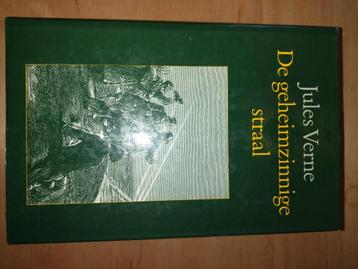 Jules Verne
De geheimzinnige
straal